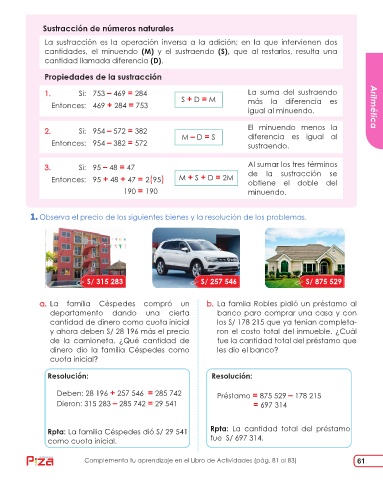 Sustracción de números naturales
La sustracción es la operación inversa a la adición; en la que intervienen dos
cantidades, el minuendo (M) y el sustraendo (S), que al restarlos, resulta una
cantidad llamada diferencia (D).
Propiedades de la sustracción
1. Si: 753 – 469 = 284
Entonces: 469 + 284 = 753
S + D = M
La suma del sustraendo
más la diferencia es
igual al minuendo.
2. Si: 954 – 572 = 382
Entonces: 954 – 382 = 572
M – D = S
El minuendo menos la
diferencia es igual al
sustraendo.
3. Si: 95 – 48 = 47
Entonces: 95 + 48 + 47 = 2(95)
190 = 190
M + S + D = 2M
Al sumar los tres términos
de la sustracción se
obtiene el doble del
minuendo.
Aritmética
1. Observa el precio de los siguientes bienes y la resolución de los problemas.
S/ 315 283
S/ 257 546
S/ 875 529
a. La familia Céspedes compró un
departamento dando una cierta
cantidad de dinero como cuota inicial
y ahora deben S/ 28 196 más el precio
de la camioneta. ¿Qué cantidad de
dinero dio la familia Céspedes como
cuota inicial?
Resolución:
Deben: 28 196 + 257 546 = 285 742
Dieron: 315 283 – 285 742 = 29 541
Rpta: La familia Céspedes dió S/ 29 541
como cuota inicial.
b. La famlia Robles pidió un préstamo al
banco para comprar una casa y con
los S/ 178 215 que ya tenían completa-
ron el costo total del inmueble. ¿Cuál
fue la cantidad total del préstamo que
les dio el banco?
Resolución:
Préstamo = 875 529 – 178 215
= 697 314
Rpta: La cantidad total del préstamo
fue S/ 697 314.
Piza
Complementa tu aprendizaje en el Libro de Actividades (pág. 81 al 83)
61